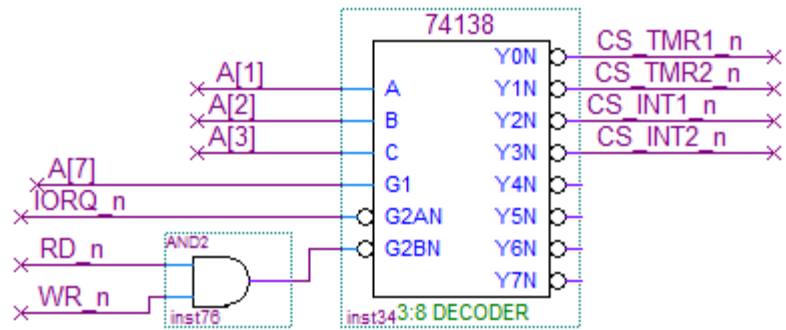 74138
A[1]
A[2]
A[3]
A[7]
IORQ_n
RD_n
WR_n
AND2
inst76
A
B
C
G1
G2AN
G2BN
Y0N
Y1N
Y2N
Y3N
Y4N
Y5N
Y6N
Y7N
CS_TMR1_n
CS_TMR2_n
CS_INT1_n
CS_INT2_n
inst34
3:8 DECODER